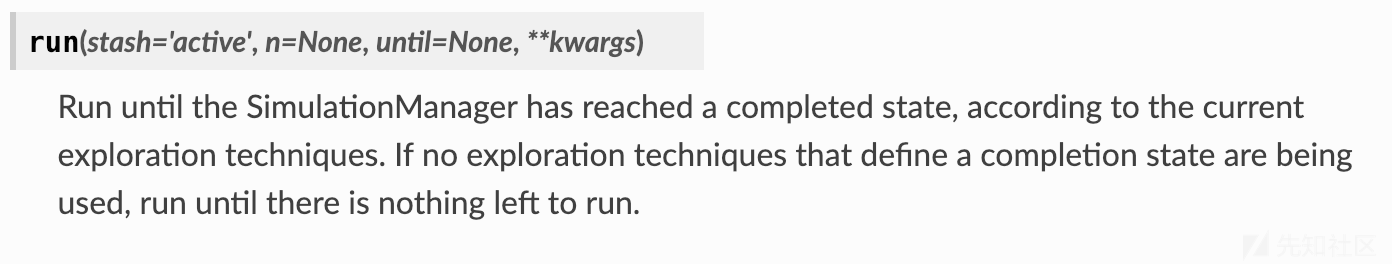 run(stash='active', n=None, until=None, **kwargs)
Run until the SimulationManager has reached a completed state, according to the current
exploration techniques. If no exploration techniques that define a completion state are being
used, run until there is nothing left to run.
先知社区